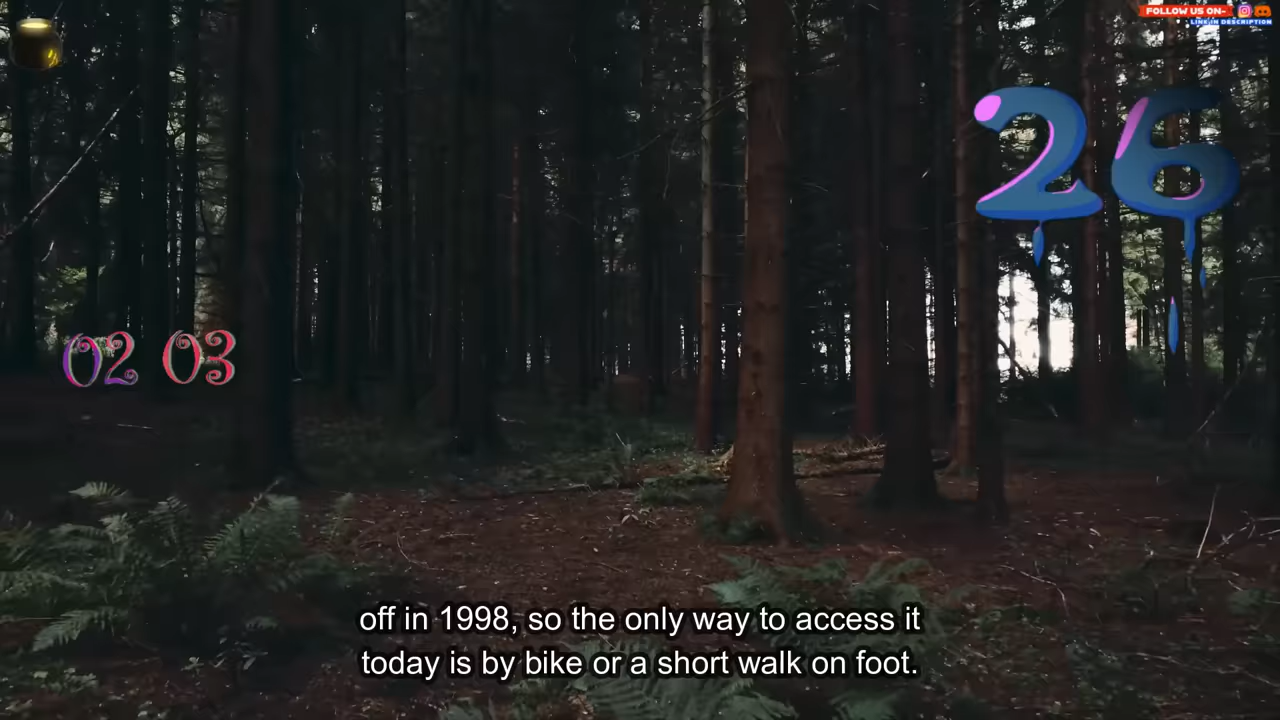 FOLLOW US ON-
LINK IN DESCRIPTION
26
02 03
off in 1998, so the only way to access it
today is by bike or a short walk on foot.